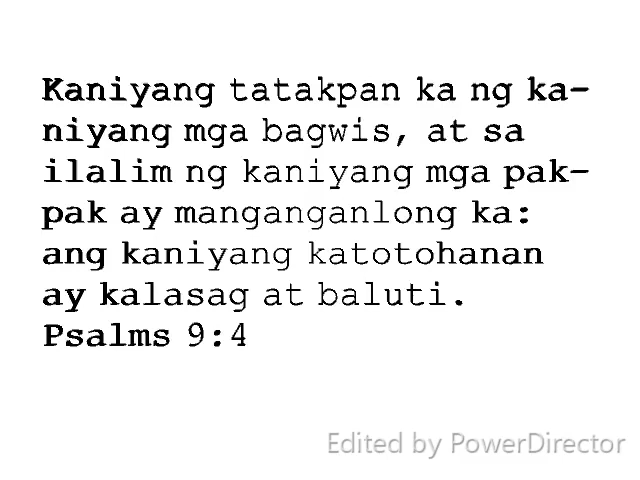 Kaniyang tatakpan ka ng ka-
niyang mga bagwis, at sa
ilalim ng kaniyang mga pak-
pak ay manganganlong ka:
ang kaniyang katotohanan
ay kalasag at baluti.
Psalms 9:4
Edited by PowerDirector